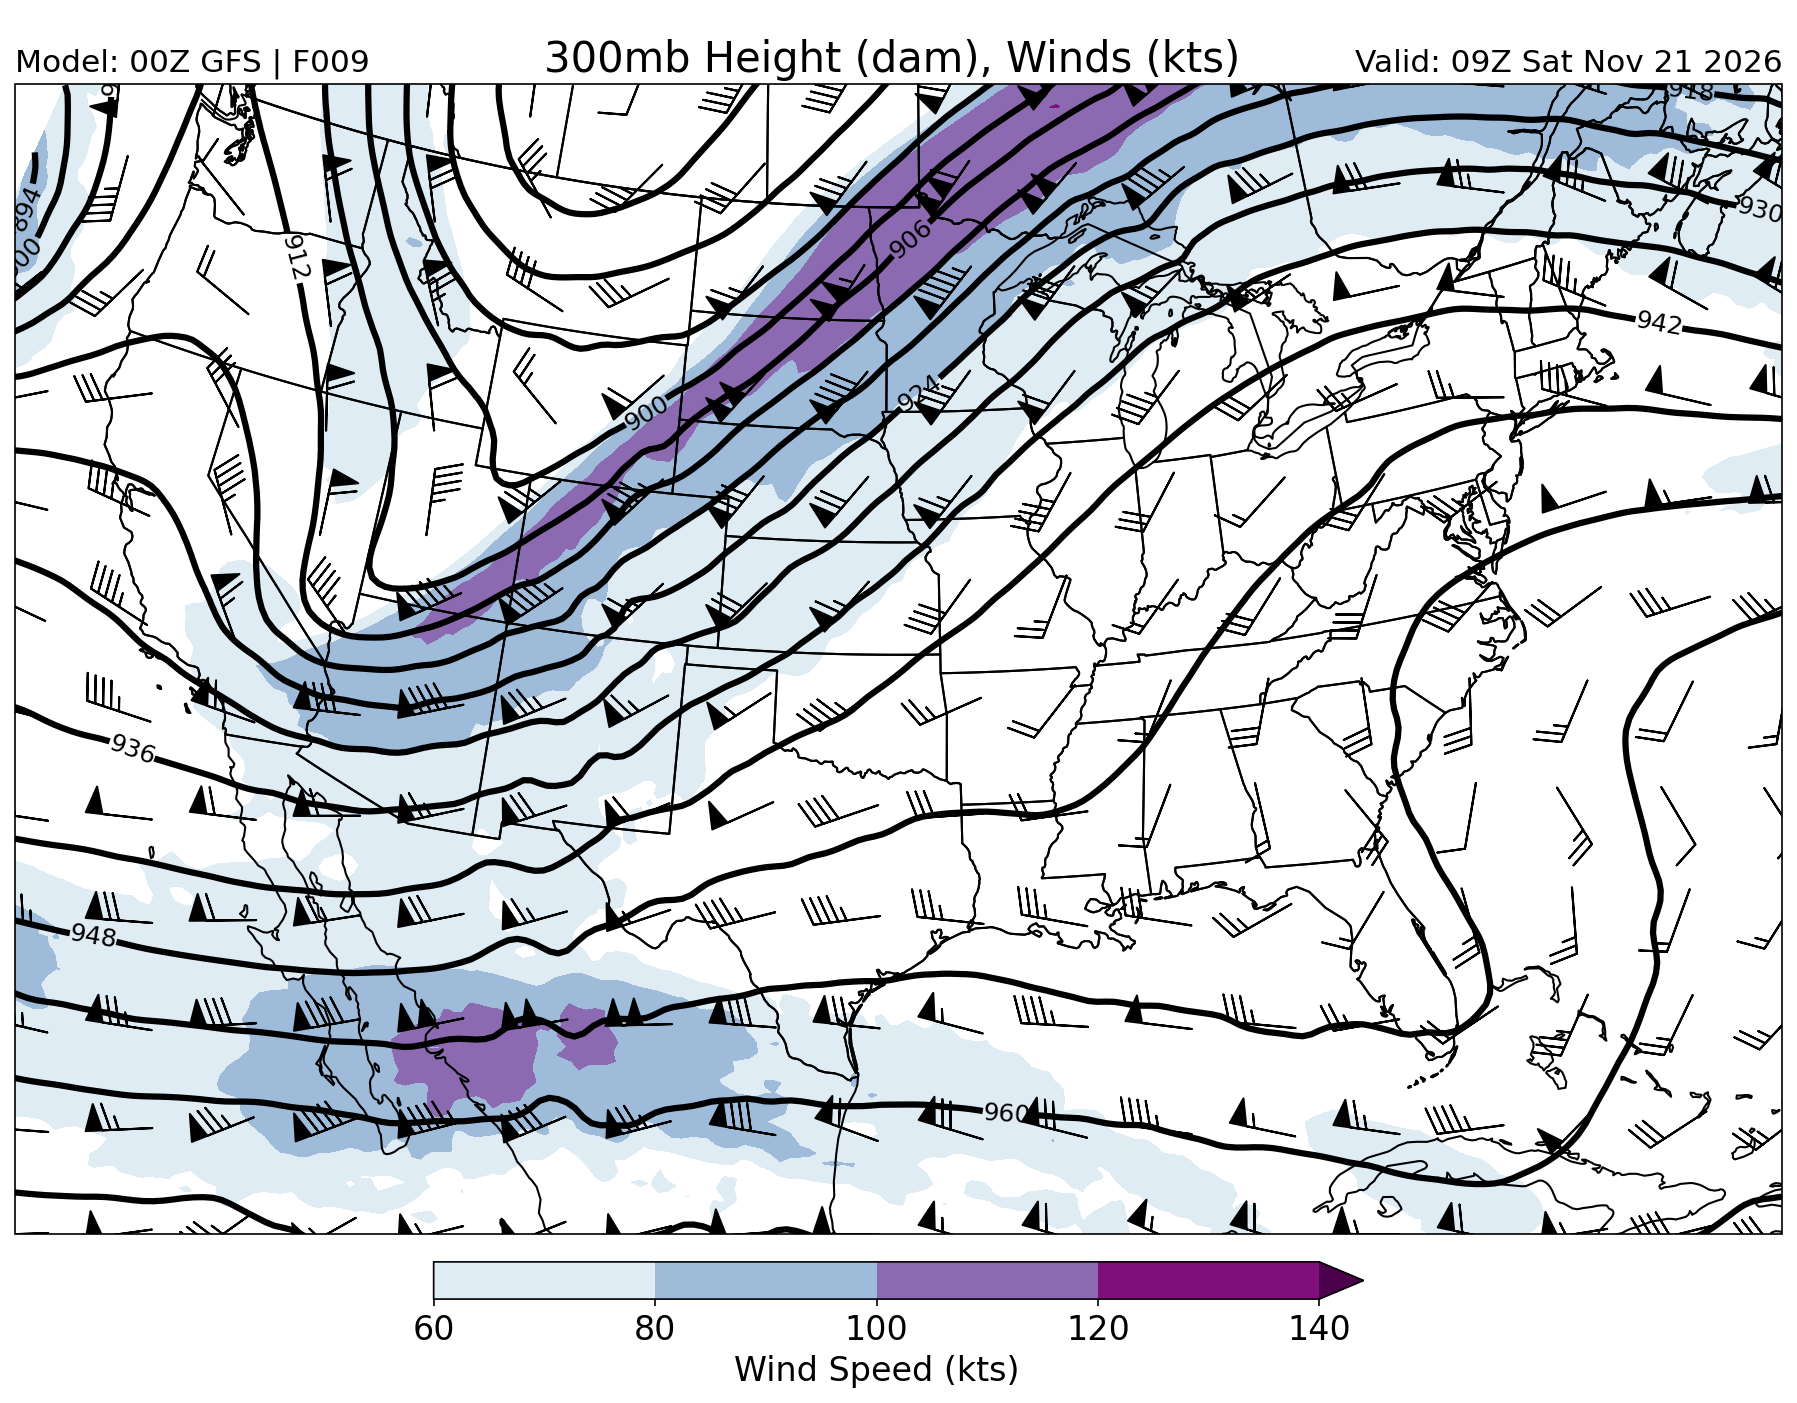 Model: 00Z GFS | F009
300mb Height (dam), Winds (kts)
Valid: 09Z Sat Nov 21 2026
918
894
930
906
912
942
900
924
936
948
960
60 80 100 120 140
Wind Speed (kts)